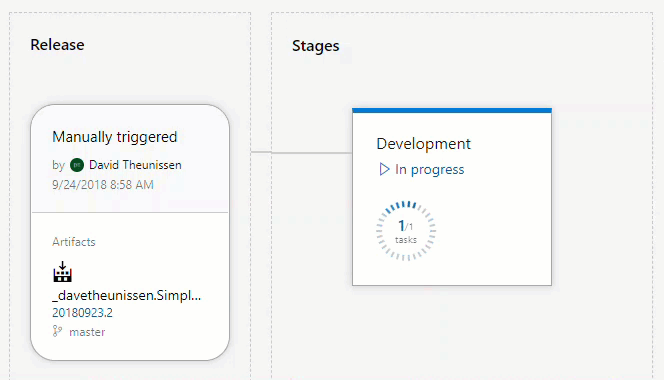 Release
Manually triggered
by David Theunissen
9/24/2018 8:58 AM
Artifacts
_davetheunissen.Simpl...
20180923.2
master
Stages
Development
In progress
1/1
tasks